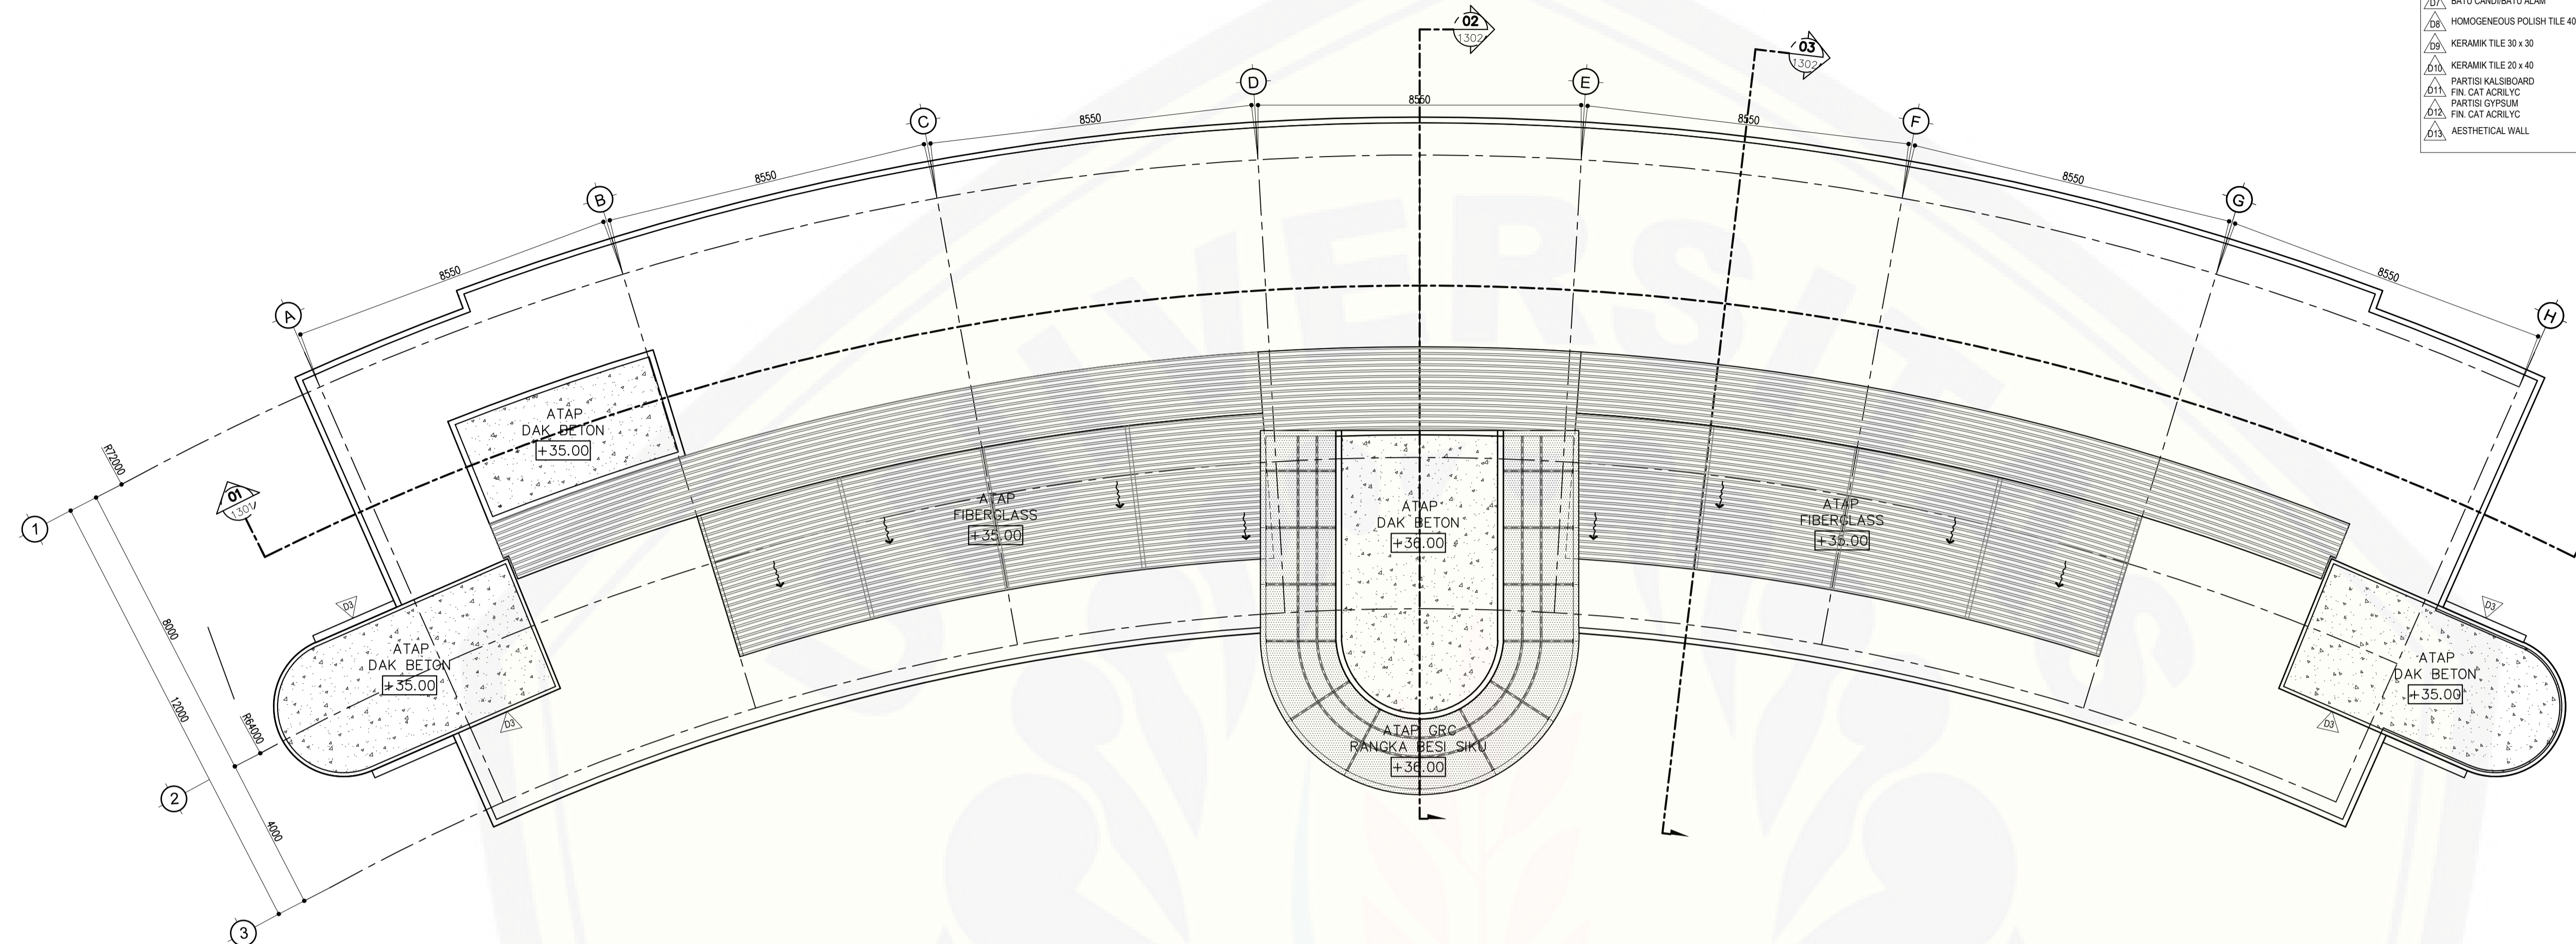 02
1302
03
1302
D7 BATU CANDI/BATU ALAM
D8 HOMOGENEOUS POLISH TILE 40
D9 KERAMIK TILE 30 x 30
D10 KERAMIK TILE 20 x 40
D11 PARTISI KALSIBOARD
FIN. CAT ACRILYC
D12 PARTISI GYPSUM
FIN. CAT ACRILYC
D13 AESTHETICAL WALL
A
B
C
D
E
F
G
H
8550
8550
8550
8550
8550
8550
8550
R72000
01
1301
1
2
3
8000
12000
R64000
4000
ATAP
DAK BETON
+35.00
ATAP
FIBERGLASS
+35.00
ATAP
DAK BETON
+36.00
ATAP
FIBERGLASS
+35.00
D3
ATAP
DAK BETON
+35.00
D3
ATAP GRC
RANGKA BESI SIKU
+36.00
D3
ATAP
DAK BETON
+35.00
D3
UNIVERSITAS